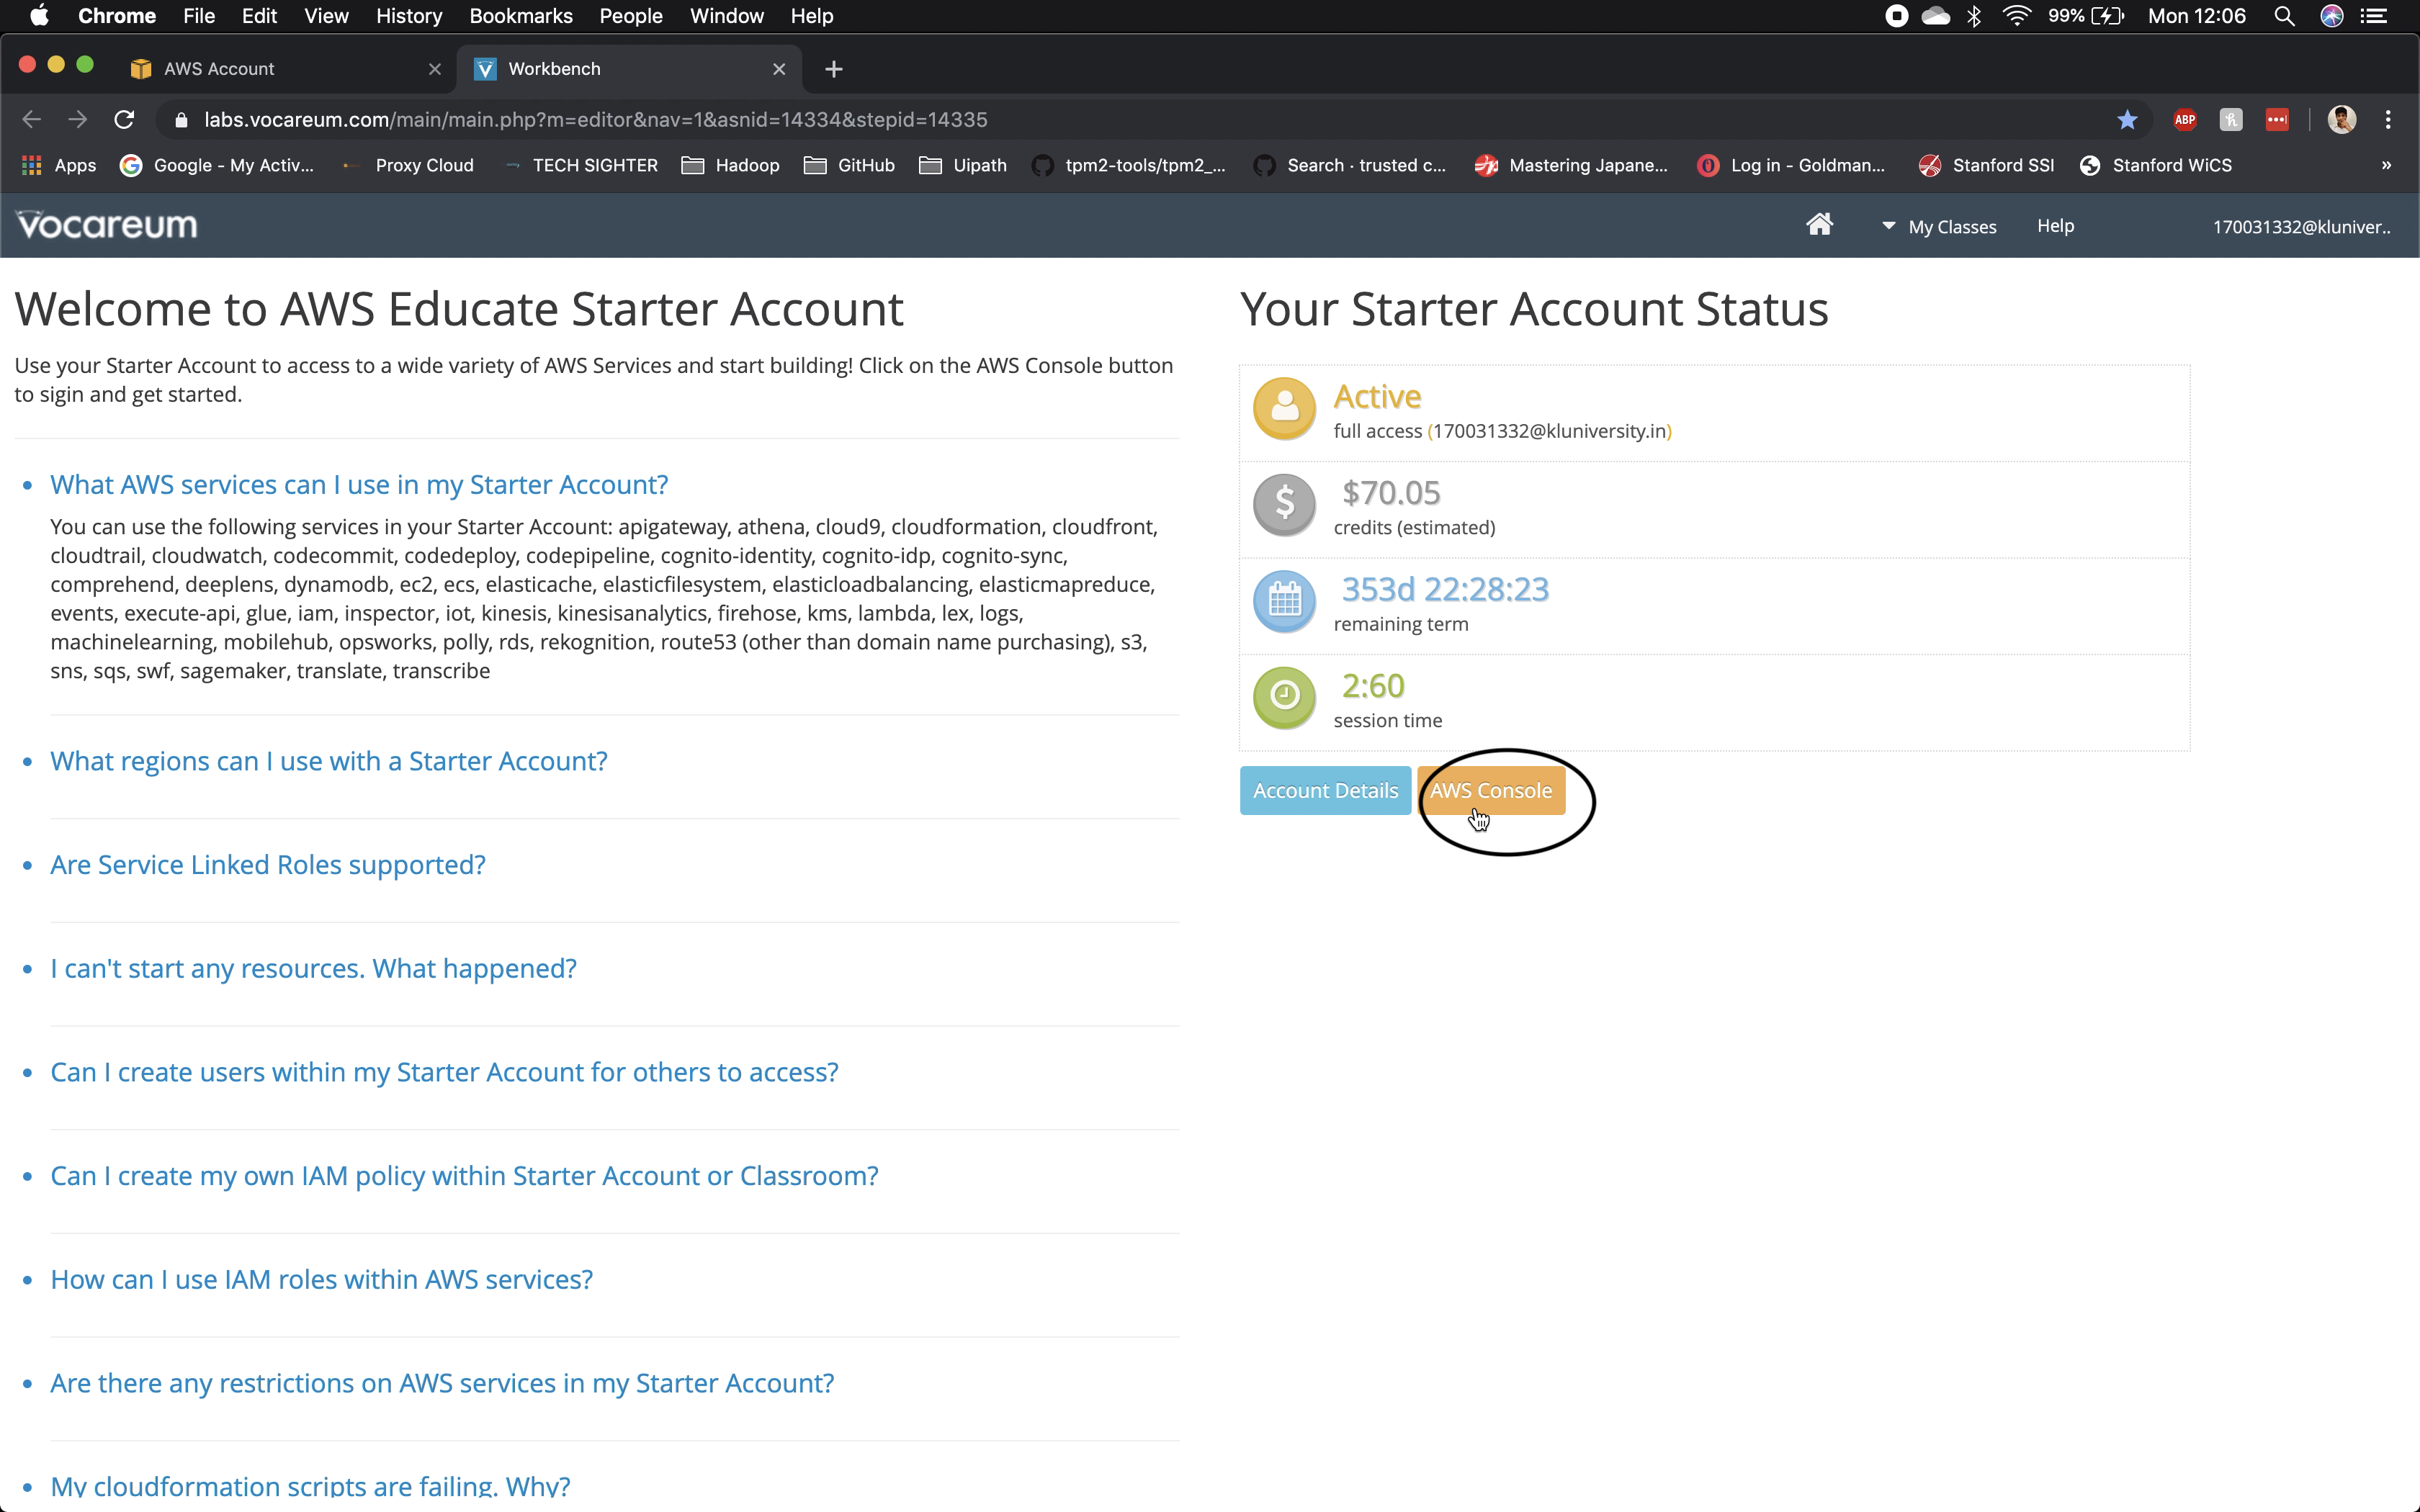 Chrome File Edit View History Bookmarks People Window Help 99% Mon 12:06
AWS Account
Workbench
labs.vocareum.com/main/main.php?m=editor&nav=1&asnid=14334&stepid=14335
ABP
Apps Google - My Activ... Proxy Cloud TECH SIGHTER Hadoop GitHub Uipath tpm2-tools/tpm2_... Search · trusted c... Mastering Japane... Log in - Goldman... Stanford SSI Stanford WiCS »
Vocareum
My Classes Help 170031332@kluniver..
Welcome to AWS Educate Starter Account
Use your Starter Account to access to a wide variety of AWS Services and start building! Click on the AWS Console button
to sigin and get started.
• What AWS services can I use in my Starter Account?
You can use the following services in your Starter Account: apigateway, athena, cloud9, cloudformation, cloudfront,
cloudtrail, cloudwatch, codecommit, codedeploy, codepipeline, cognito-identity, cognito-idp, cognito-sync,
comprehend, deeplens, dynamodb, ec2, ecs, elasticache, elasticfilesystem, elasticloadbalancing, elasticmapreduce,
events, execute-api, glue, iam, inspector, iot, kinesis, kinesisanalytics, firehose, kms, lambda, lex, logs,
machinelearning, mobilehub, opsworks, polly, rds, rekognition, route53 (other than domain name purchasing), s3,
sns, sqs, swf, sagemaker, translate, transcribe
• What regions can I use with a Starter Account?
• Are Service Linked Roles supported?
• I can't start any resources. What happened?
• Can I create users within my Starter Account for others to access?
• Can I create my own IAM policy within Starter Account or Classroom?
• How can I use IAM roles within AWS services?
• Are there any restrictions on AWS services in my Starter Account?
• My cloudformation scripts are failing. Why?
Your Starter Account Status
Active
full access (170031332@kluniversity.in)
$70.05
credits (estimated)
353d 22:28:23
remaining term
2:60
session time
Account Details AWS Console